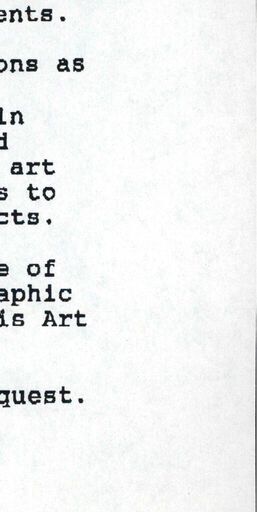 ents.
ons as
in
d
art
s to
cts.
e of
aphic
is Art
quest.